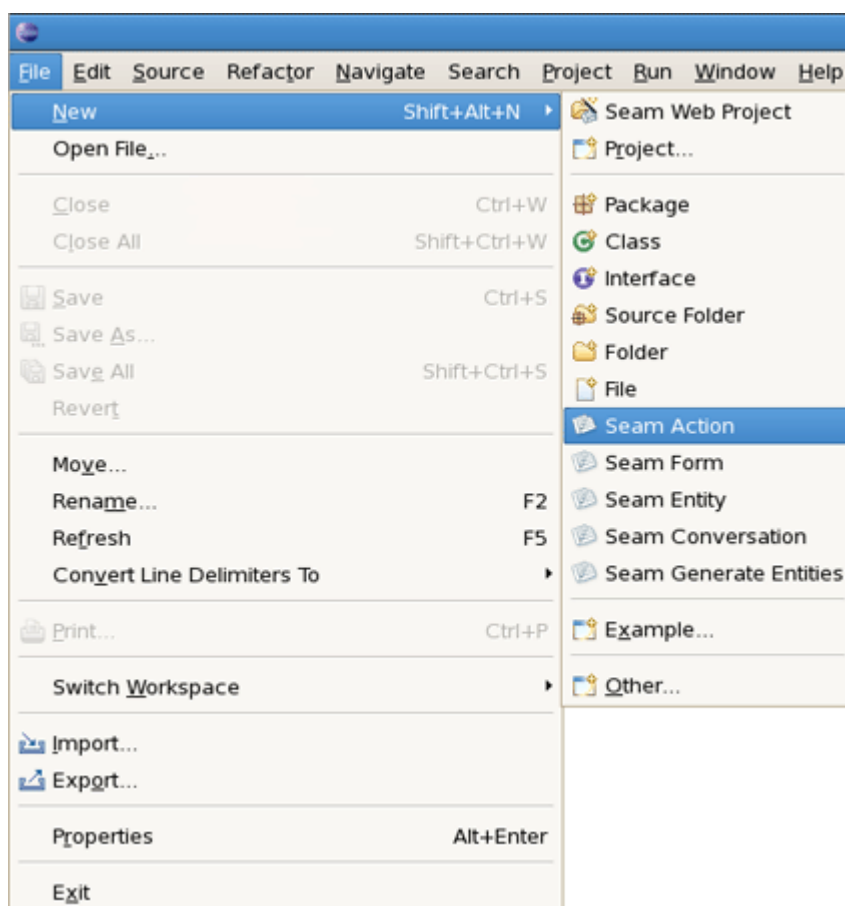 File Edit Source Refactor Navigate Search Project Run Window Help
New Shift+Alt+N
Open File...
Close Ctrl+W
Close All Shift+Ctrl+W
Save Ctrl+S
Save As...
Save All Shift+Ctrl+S
Revert
Move...
Rename... F2
Refresh F5
Convert Line Delimiters To
Print... Ctrl+P
Switch Workspace
Import...
Export...
Properties Alt+Enter
Exit
Seam Web Project
Project...
Package
Class
Interface
Source Folder
Folder
File
Seam Action
Seam Form
Seam Entity
Seam Conversation
Seam Generate Entities
Example...
Other...